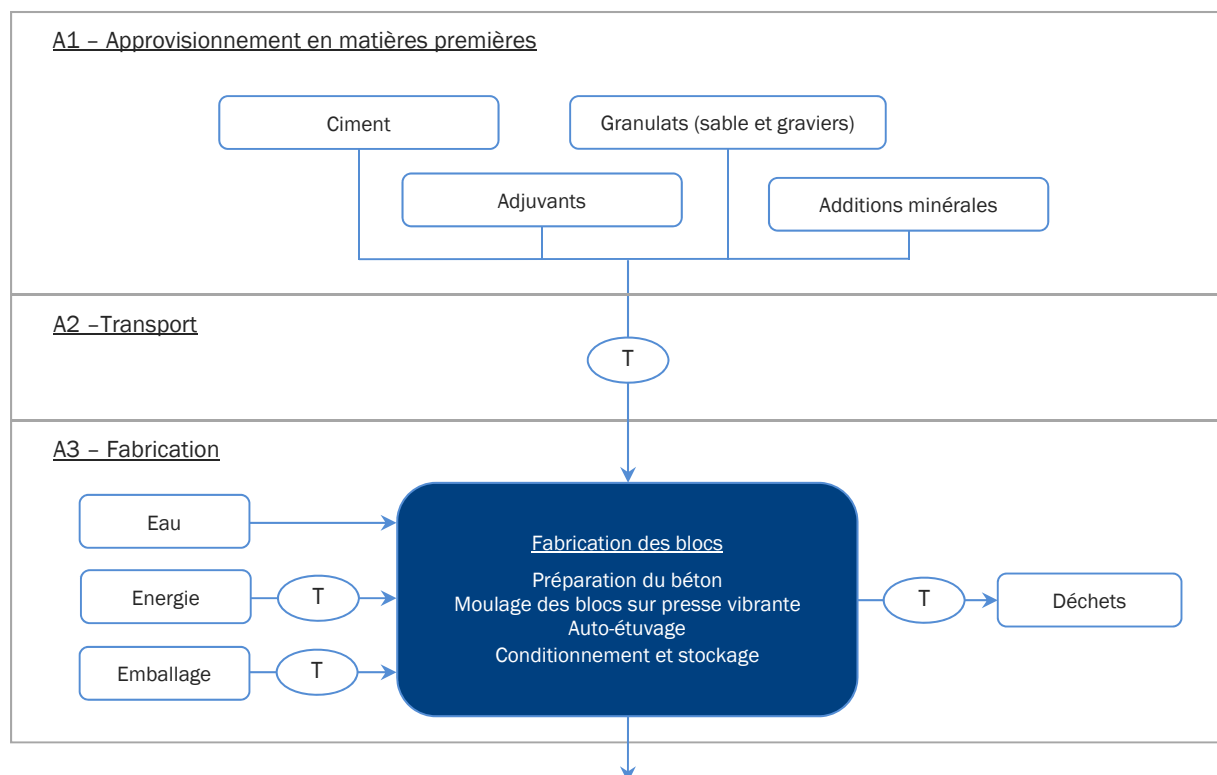 A1 – Approvisionnement en matières premières
Ciment
Granulats (sable et graviers)
Adjuvants
Additions minérales
A2 –Transport
T
A3 – Fabrication
Eau
Fabrication des blocs
Préparation du béton
Energie
T
Moulage des blocs sur presse vibrante
T
Déchets
Auto-étuvage
Conditionnement et stockage
Emballage
T